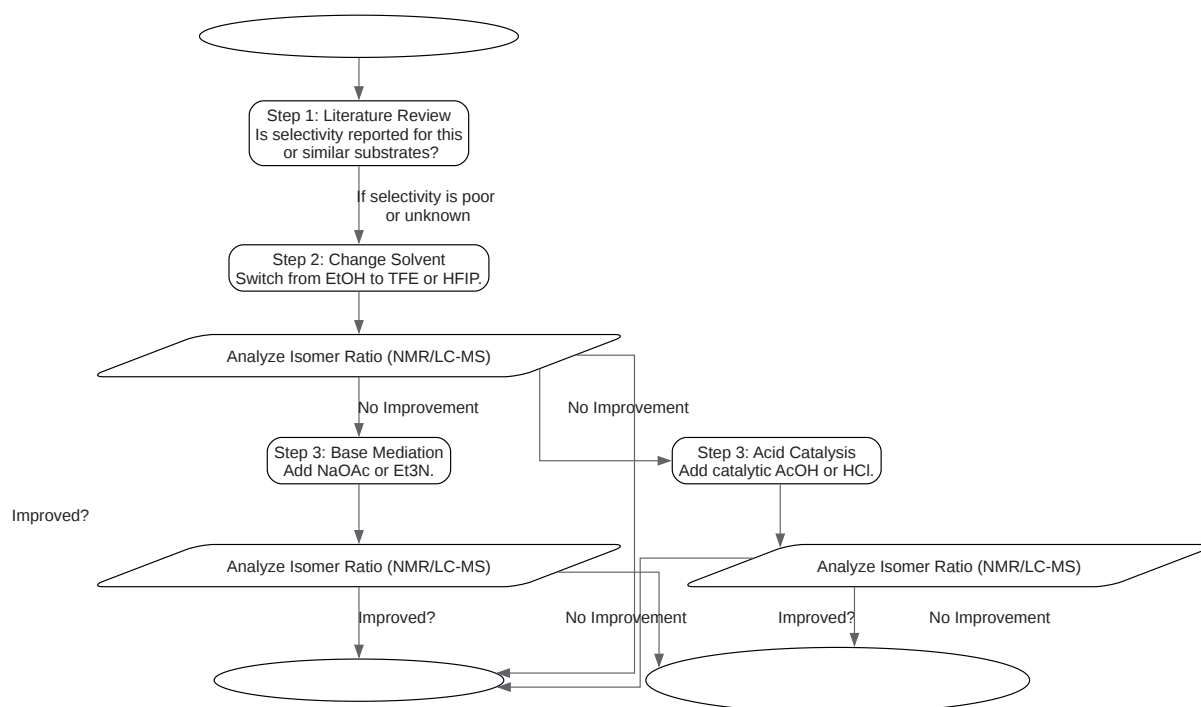 Step 1: Literature Review
Is selectivity reported for this
or similar substrates?
If selectivity is poor
or unknown
Step 2: Change Solvent
Switch from EtOH to TFE or HFIP.
Analyze Isomer Ratio (NMR/LC-MS)
No Improvement
No Improvement
Step 3: Base Mediation
Add NaOAc or Et3N.
Step 3: Acid Catalysis
Add catalytic AcOH or HCl.
Improved?
Analyze Isomer Ratio (NMR/LC-MS)
Analyze Isomer Ratio (NMR/LC-MS)
Improved?
No Improvement
Improved?
No Improvement